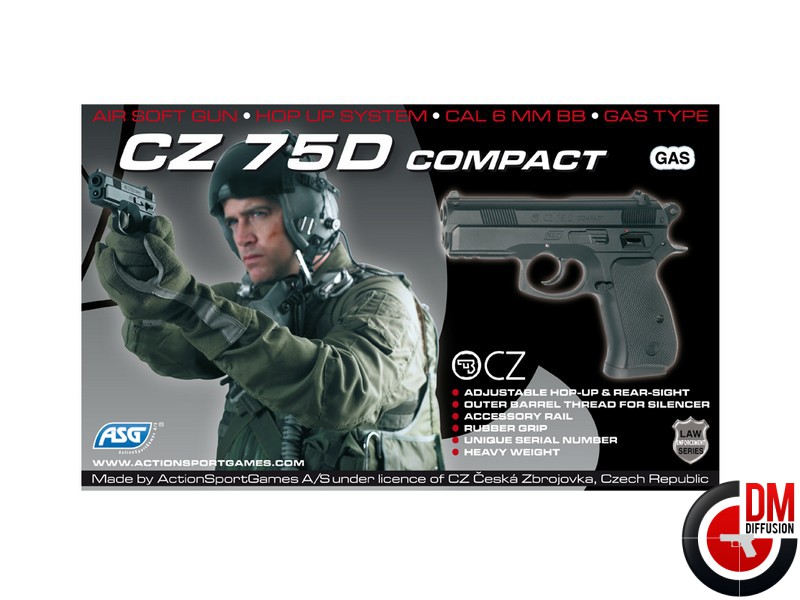 AIR SOFT GUN • HOP UP SYSTEM • CAL 6 MM BB • GAS TYPE
CZ 75D COMPACT
GAS
ASG
CZ
ADJUSTABLE HOP-UP & REAR-SIGHT
OUTER BARREL THREAD FOR SILENCER
ACCESSORY RAIL
RUBBER GRIP
UNIQUE SERIAL NUMBER
HEAVY WEIGHT
LAW
ENFORCEMENT
SERIES
ASG®
ActionSportGames A/S
WWW.ACTIONSPORTGAMES.COM
Made by ActionSportGames A/S under licence of CZ Česká Zbrojovka, Czech Republic
DM
DIFFUSION